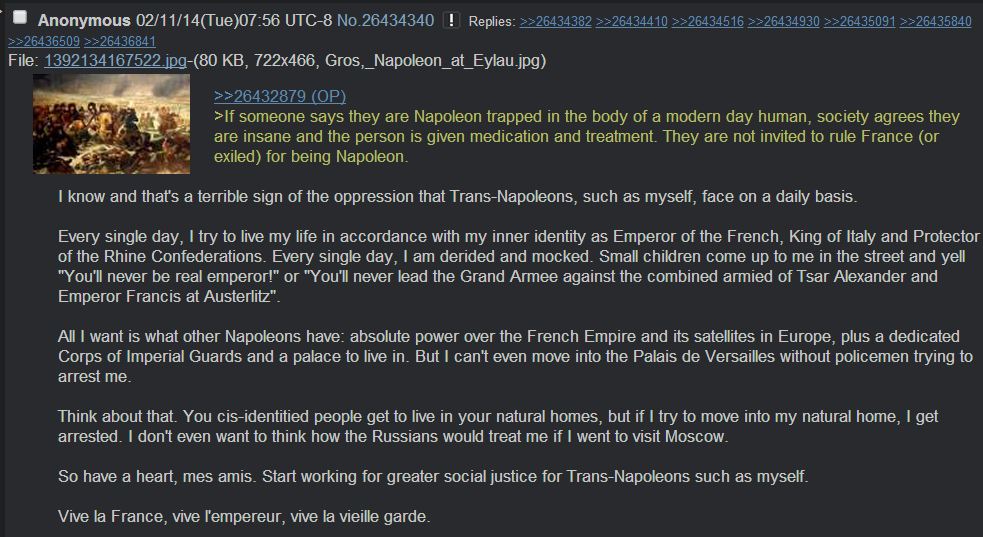 Anonymous 02/11/14(Tue)07:56 UTC-8 No.26434340 ! Replies: >>26434382 >>26434410 >>26434516 >>26434930 >>26435091 >>26435840
>>26436509 >>26436841
File: 1392134167522.jpg-(80 KB, 722x466, Gros,_Napoleon_at_Eylau.jpg)
>>26432879 (OP)
>If someone says they are Napoleon trapped in the body of a modern day human, society agrees they
are insane and the person is given medication and treatment. They are not invited to rule France (or
exiled) for being Napoleon.
I know and that's a terrible sign of the oppression that Trans-Napoleons, such as myself, face on a daily basis.
Every single day, I try to live my life in accordance with my inner identity as Emperor of the French, King of Italy and Protector
of the Rhine Confederations. Every single day, I am derided and mocked. Small children come up to me in the street and yell
"You'll never be real emperor!" or "You'll never lead the Grand Armee against the combined armied of Tsar Alexander and
Emperor Francis at Austerlitz".
All I want is what other Napoleons have: absolute power over the French Empire and its satellites in Europe, plus a dedicated
Corps of Imperial Guards and a palace to live in. But I can't even move into the Palais de Versailles without policemen trying to
arrest me.
Think about that. You cis-identitied people get to live in your natural homes, but if I try to move into my natural home, I get
arrested. I don't even want to think how the Russians would treat me if I went to visit Moscow.
So have a heart, mes amis. Start working for greater social justice for Trans-Napoleons such as myself.
Vive la France, vive l'empereur, vive la vieille garde.